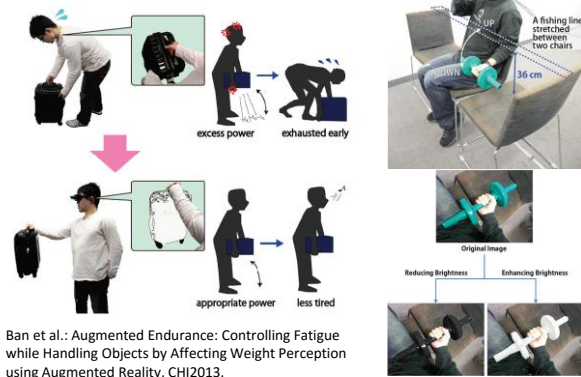 excess power
exhausted early
appropriate power
less tired
Ban et al.: Augmented Endurance: Controlling Fatigue
while Handling Objects by Affecting Weight Perception
using Augmented Reality. CHI2013.
A fishing line
stretched
between
two chairs
UP
DOWN
36 cm
Original Image
Reducing Brightness
Enhancing Brightness